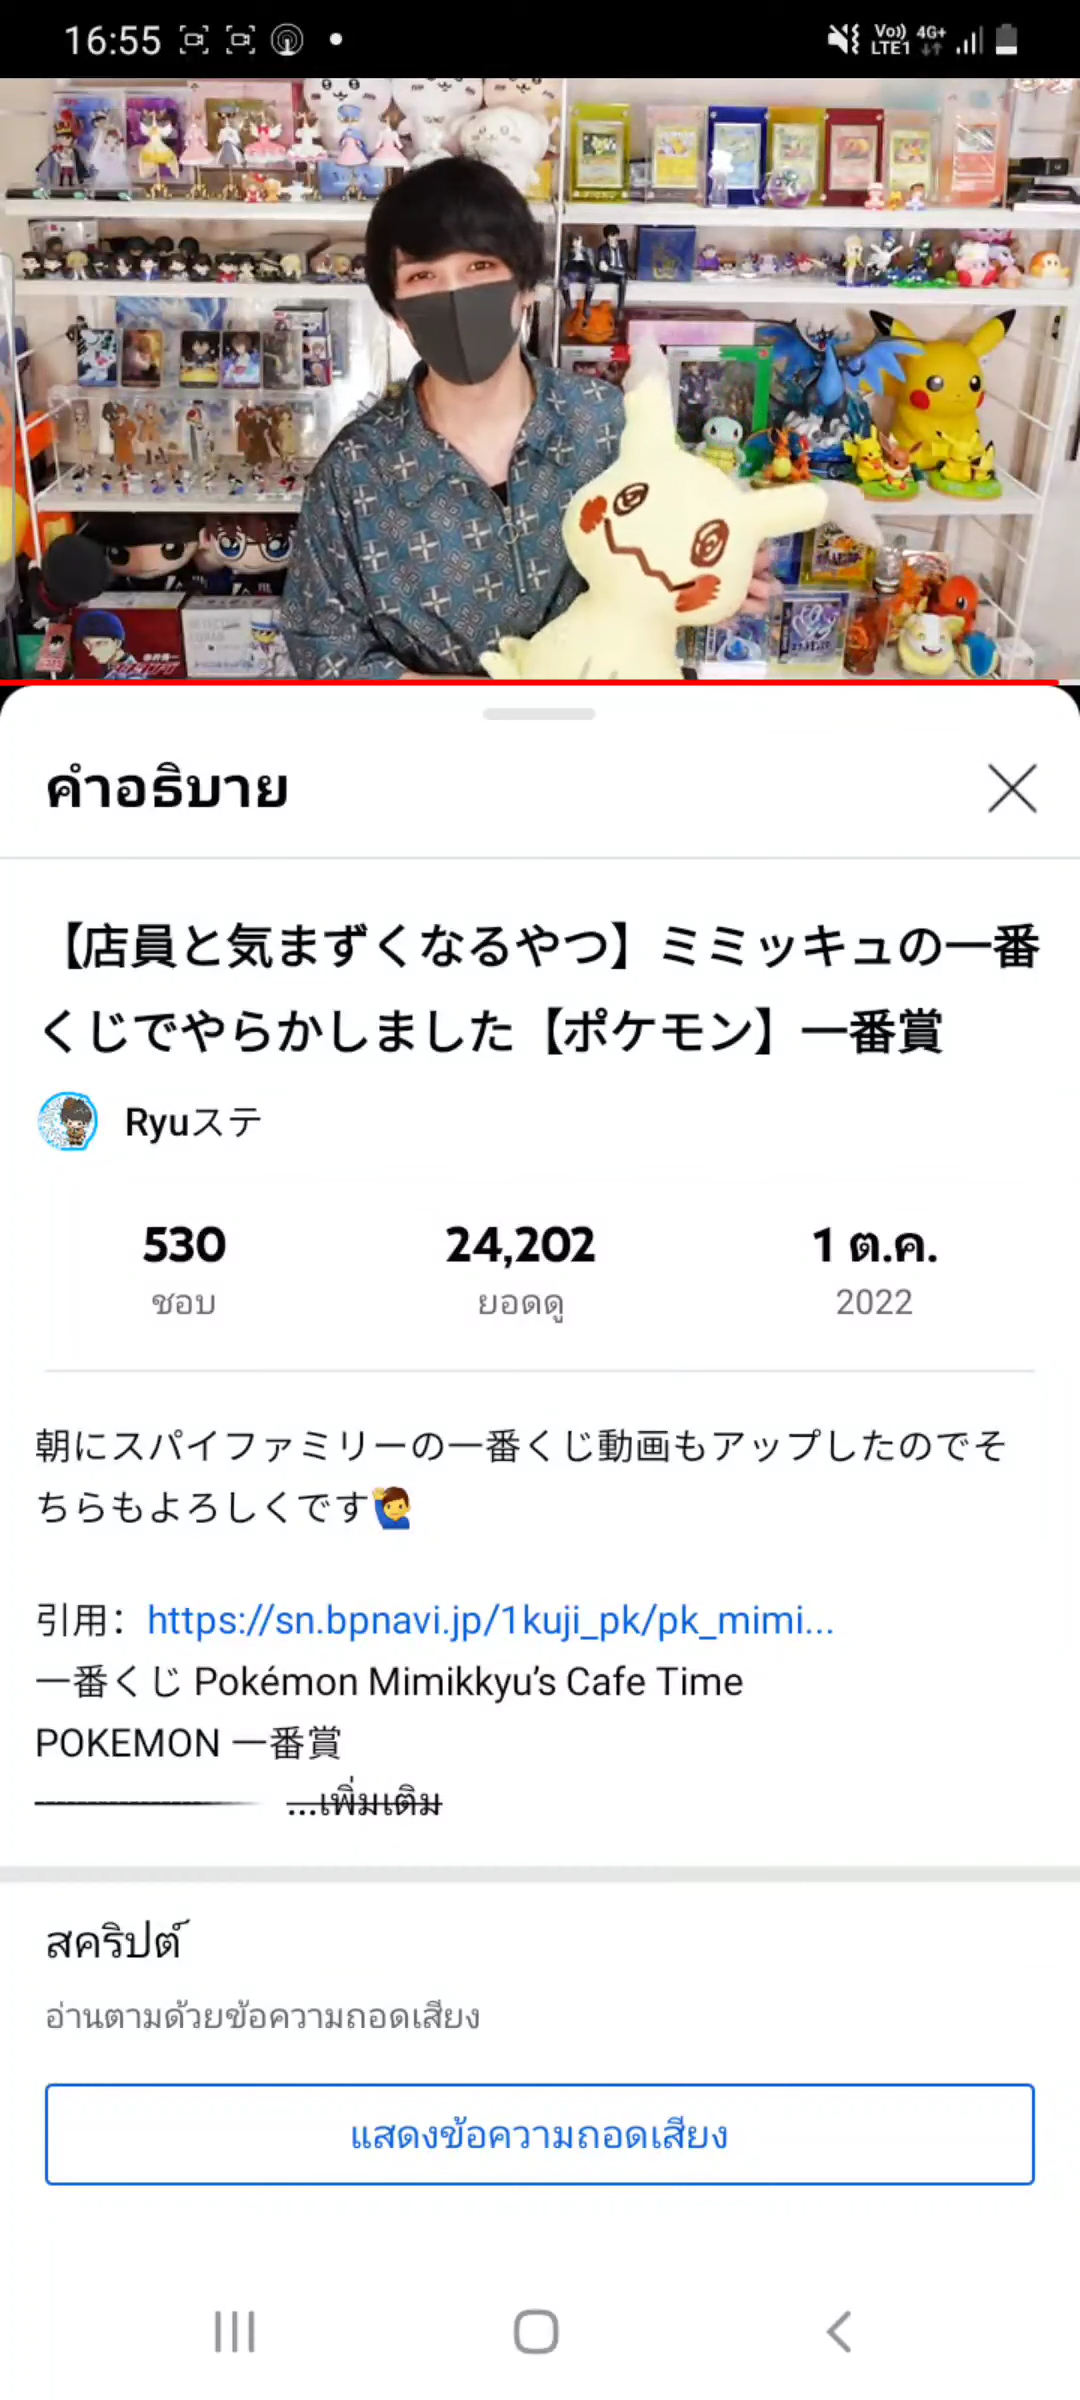 16:55
Vo)) 4G+
LTE1
คำอธิบาย
【店員と気まずくなるやつ】ミミッキュの一番
くじでやらかしました【ポケモン】一番賞
Ryuステ
530 24,202 1 ต.ค.
ชอบ ยอดดู 2022
朝にスパイファミリーの一番くじ動画もアップしたのでそ
ちらもよろしくです🙋‍♂️
引用：https://sn.bpnavi.jp/1kuji_pk/pk_mimi...
一番くじ Pokémon Mimikkyu’s Cafe Time
POKEMON 一番賞
...เพิ่มเติม
สคริปต์
อ่านตามด้วยข้อความถอดเสียง
แสดงข้อความถอดเสียง